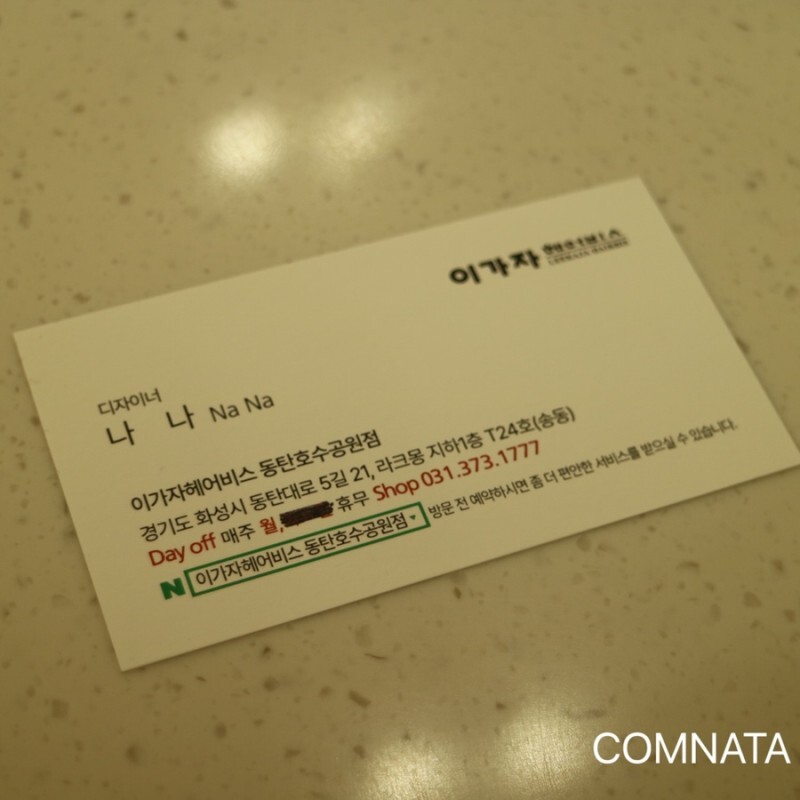 이가자 헤어비스
디자이너
나 나 Na Na
이가자헤어비스 동탄호수공원점
경기도 화성시 동탄대로 5길 21, 라크몽 지하1층 T24호(송동)
Day off 매주 월, 휴무 Shop 031.373.1777
N 이가자헤어비스 동탄호수공원점 방문 전 예약하시면 좀 더 편안한 서비스를 받으실 수 있습니다.
COMNATA